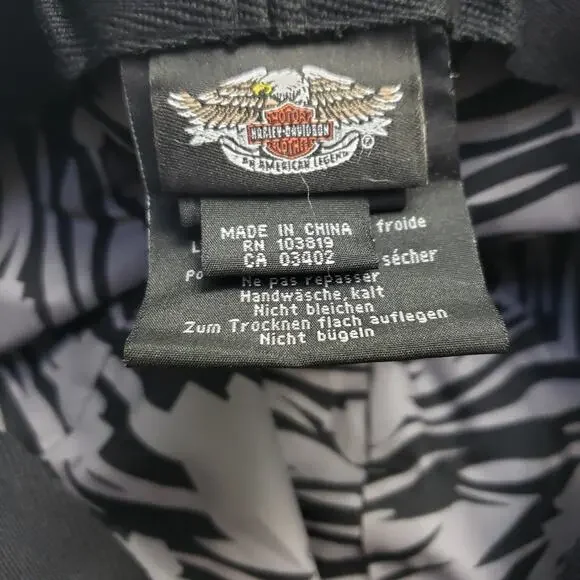 MOTOR
HARLEY-DAVIDSON
CLOTHES
AN AMERICAN LEGEND
®
MADE IN CHINA
RN 103819
CA 03402
froide
L
sécher
Po
Ne pas repasser
Handwäsche, kalt
Nicht bleichen
Zum Trocknen flach auflegen
Nicht bügeln